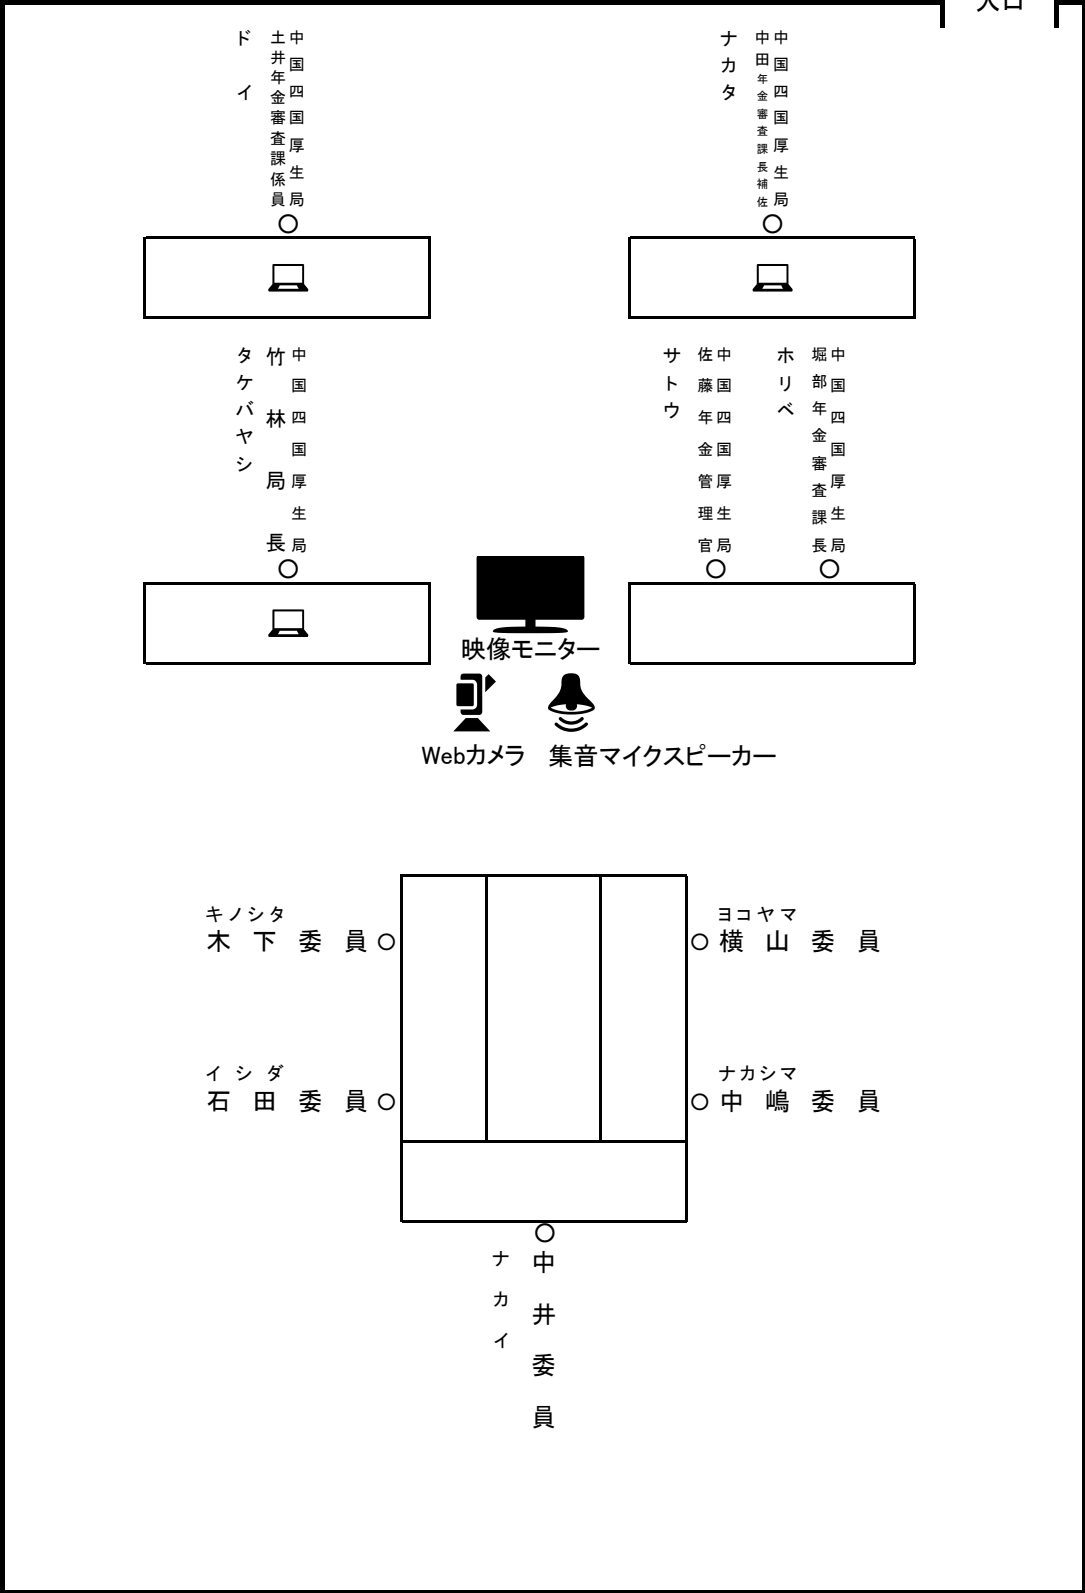 入口
ナカタ
中国四国厚生局
中田年金審査課長補佐
ドイ
中国四国厚生局
土井年金審査課係員
タケバヤシ
中国四国厚生局
竹林局長
サトウ
中国四国厚生局
佐藤年金管理官
ホリベ
中国四国厚生局
堀部年金審査課長
映像モニター
Webカメラ 集音マイクスピーカー
キノシタ
木下委員
ヨコヤマ
横山委員
イシダ
石田委員
ナカシマ
中嶋委員
ナカイ
中井委員